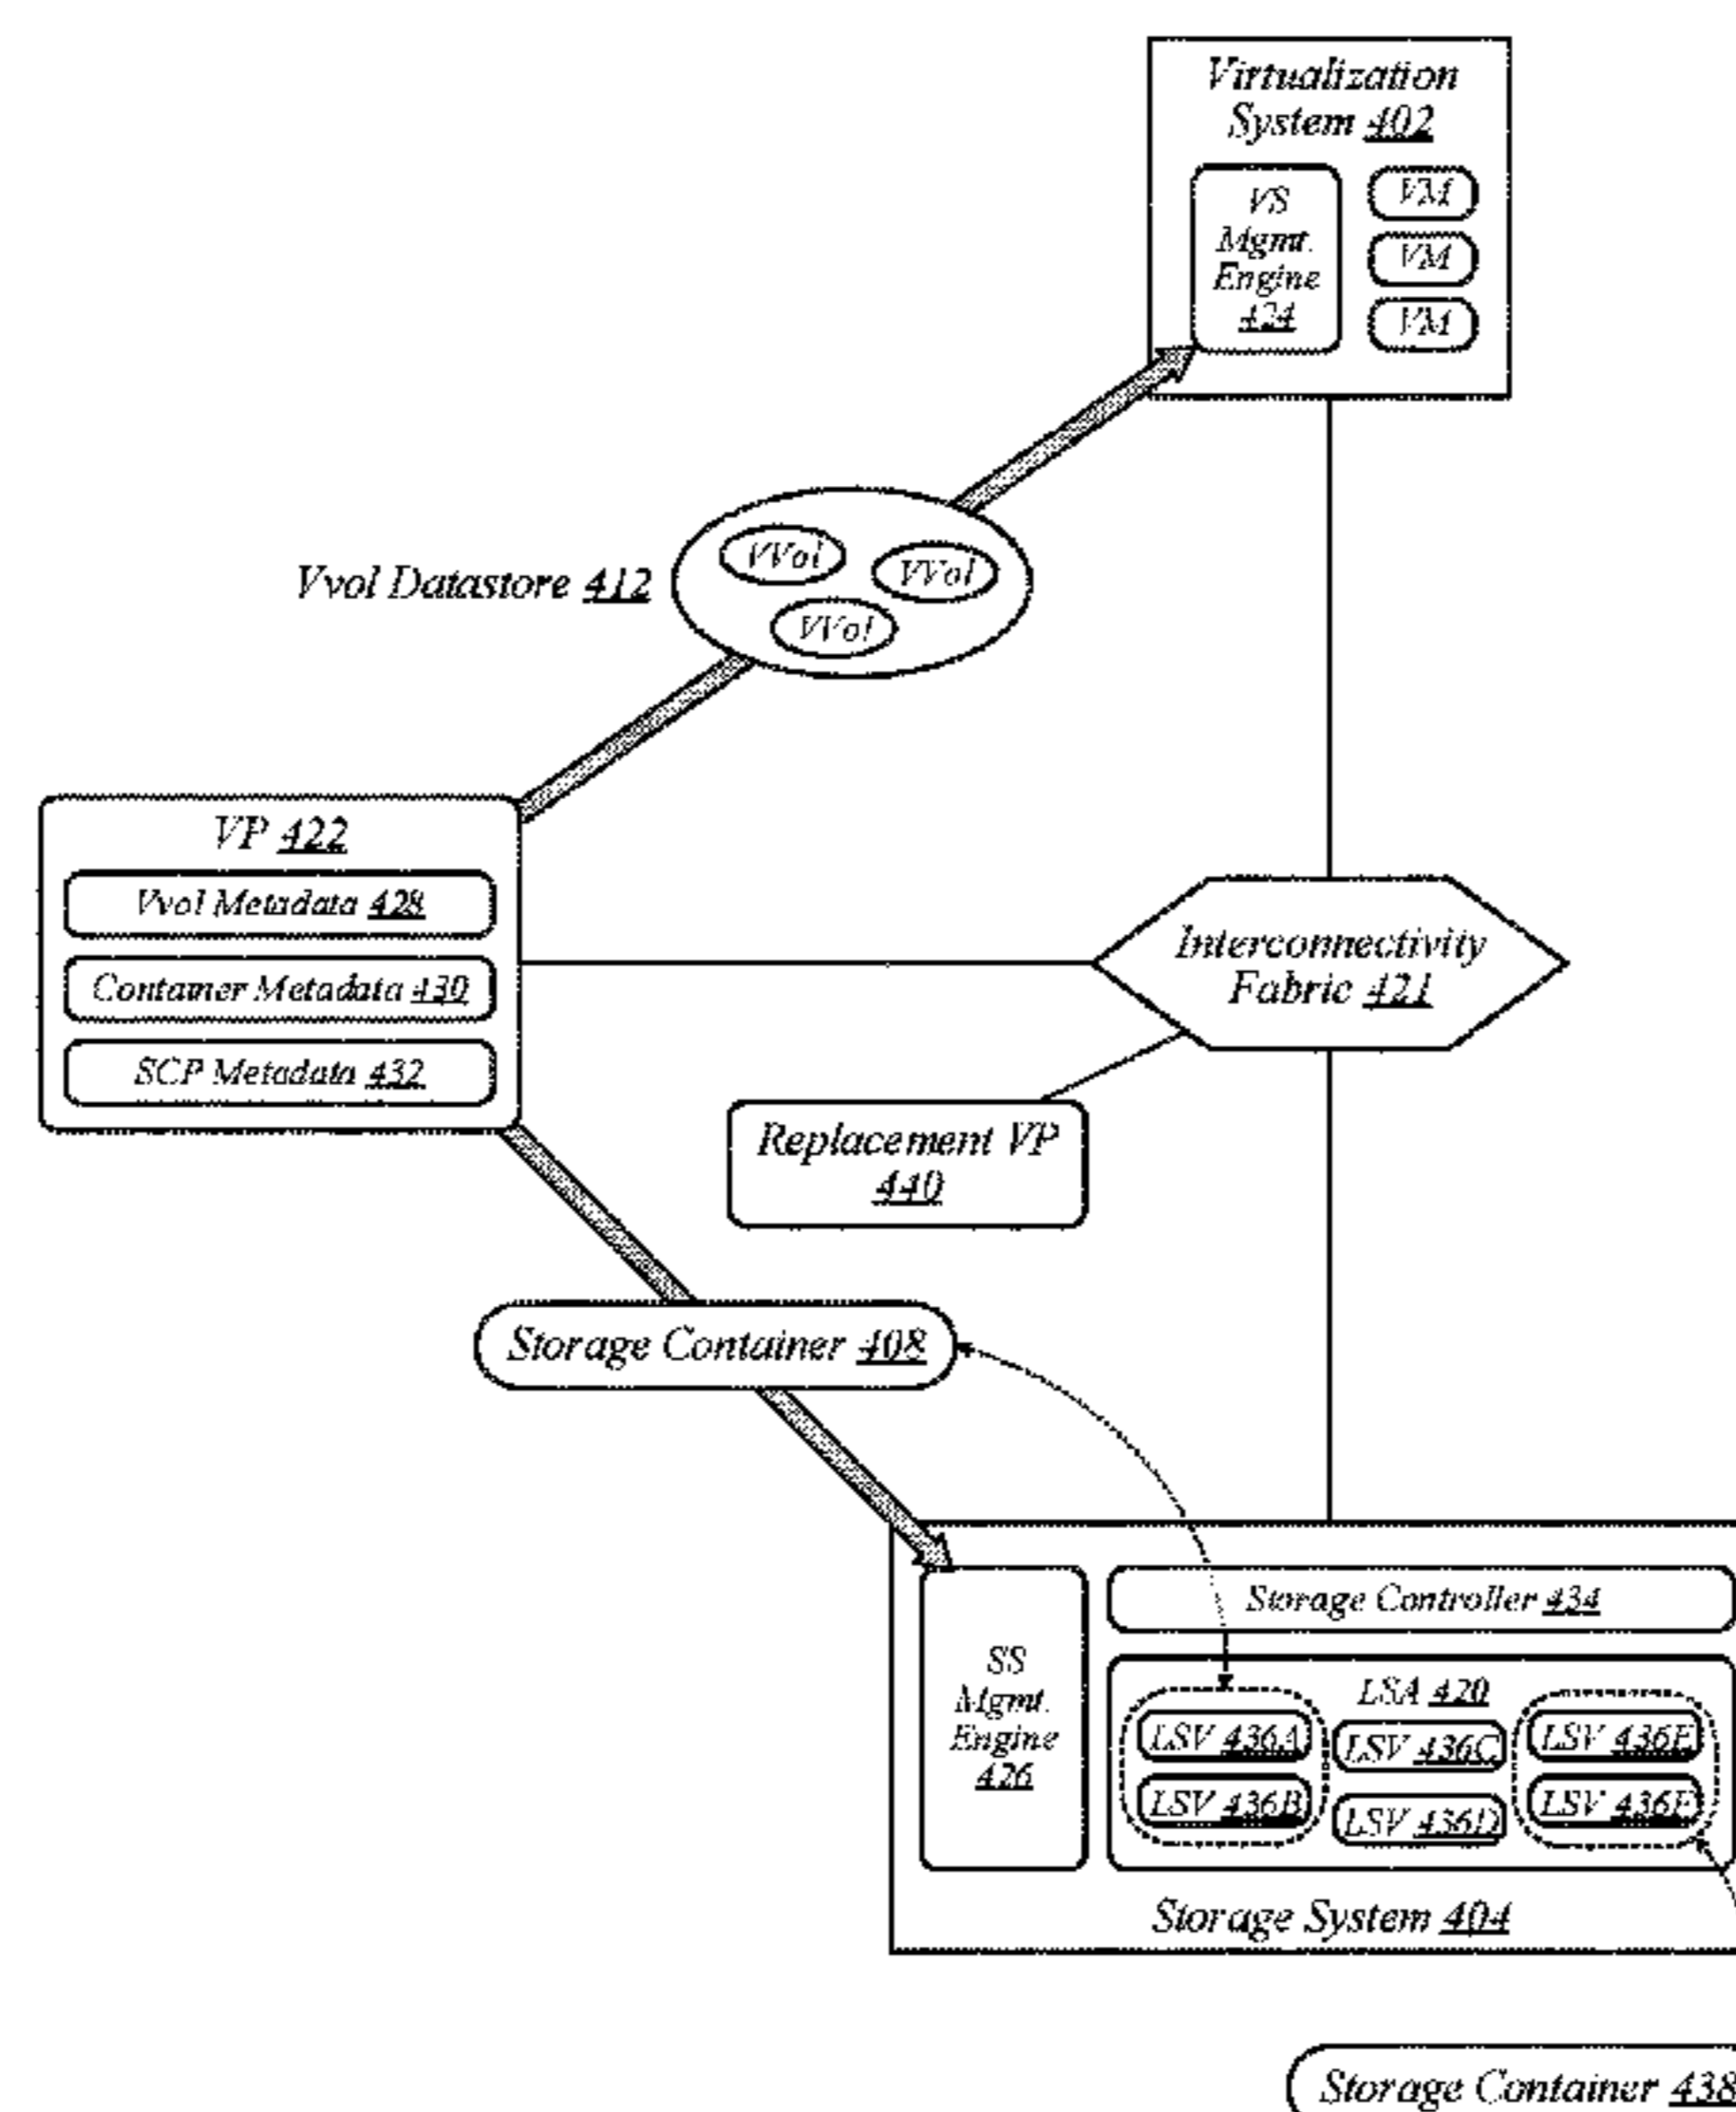 Virtualization
System 402
VS
Mgmt.
Engine
424
VM
VM
VM
Vvol Datastore 412
VVol
VVol
VVol
VP 422
Vvol Metadata 428
Container Metadata 430
SCP Metadata 432
Interconnectivity
Fabric 421
Replacement VP
440
Storage Container 408
Storage Controller 434
SS
Mgmt.
Engine
426
LSA 420
LSV 436A
LSV 436B
LSV 436C
LSV 436D
LSV 436E
LSV 436F
Storage System 404
Storage Container 438